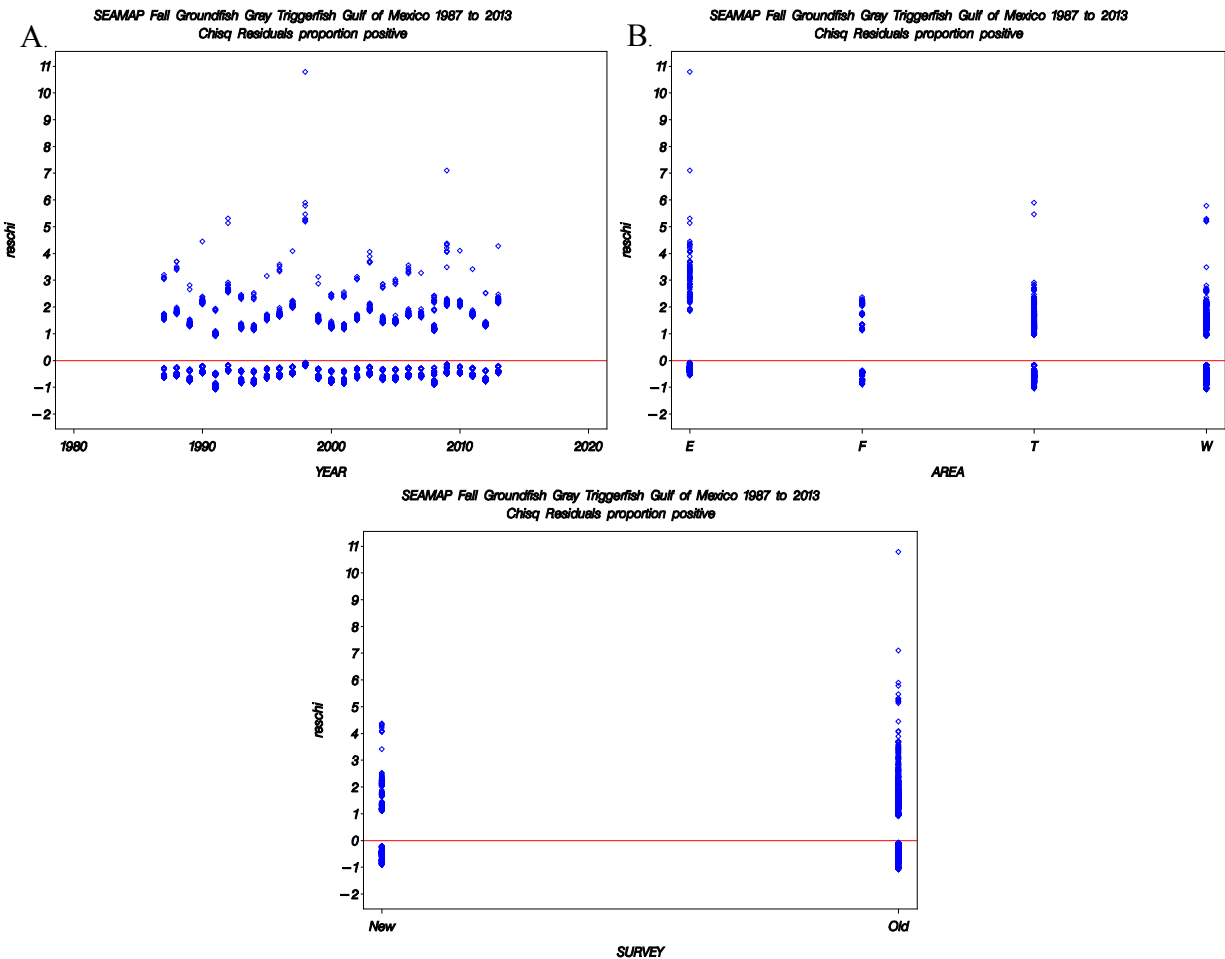 SEAMAP Fall Groundfish Gray Triggerfish Gulf of Mexico 1987 to 2013
Chisq Residuals proportion positive
A.
11
10
9
8
7
6
5
4
3
2
1
0
−1
−2
reschi
1980 1990 2000 2010 2020
YEAR
SEAMAP Fall Groundfish Gray Triggerfish Gulf of Mexico 1987 to 2013
Chisq Residuals proportion positive
B.
11
10
9
8
7
6
5
4
3
2
1
0
−1
−2
reschi
E F T W
AREA
SEAMAP Fall Groundfish Gray Triggerfish Gulf of Mexico 1987 to 2013
Chisq Residuals proportion positive
11
10
9
8
7
6
5
4
3
2
1
0
−1
−2
reschi
New Old
SURVEY